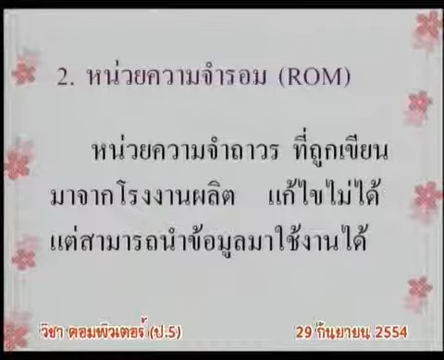 2. หน่วยความจำรอม (ROM)
หน่วยความจำถาวร ที่ถูกเขียน
มาจากโรงงานผลิต แก้ไขไม่ได้
แต่สามารถนำข้อมูลมาใช้งานได้
วิชา คอมพิวเตอร์ (ป.5) 29 กันยายน 2554